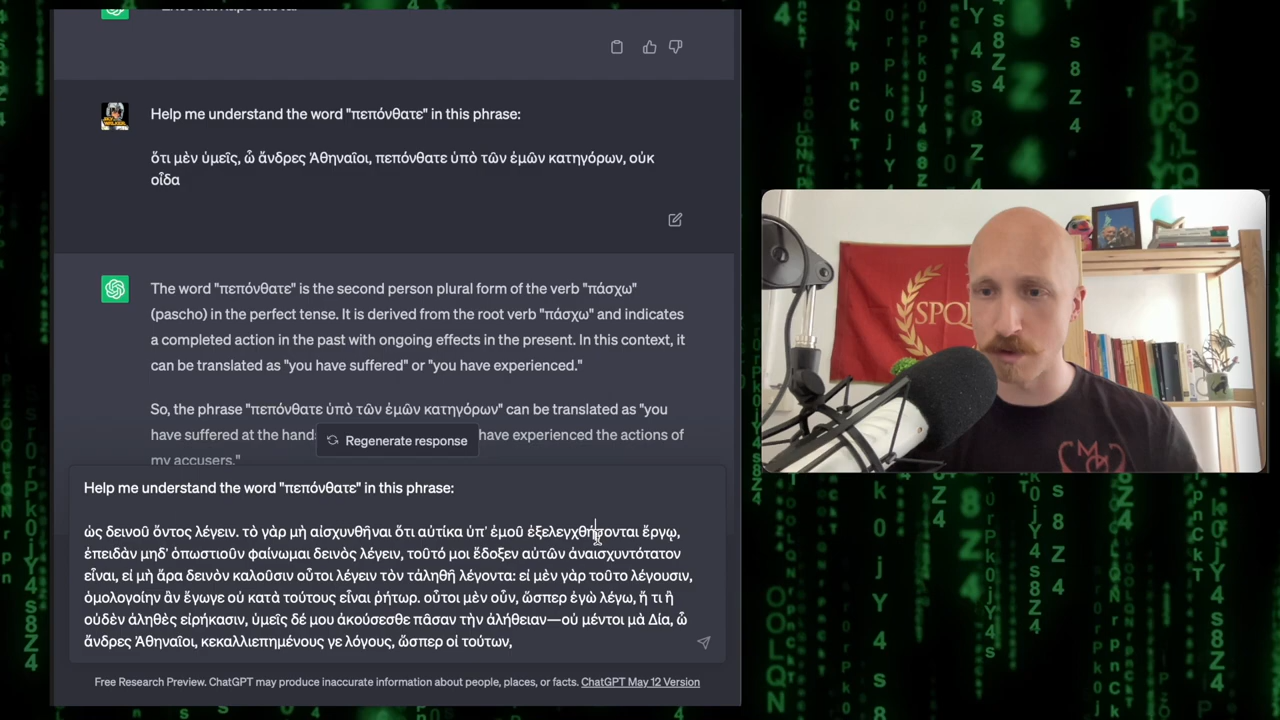 Help me understand the word "πεπόνθατε" in this phrase:
ὅτι μὲν ὑμεῖς, ὦ ἄνδρες Ἀθηναῖοι, πεπόνθατε ὑπὸ τῶν ἐμῶν κατηγόρων, οὐκ
οἶδα
The word "πεπόνθατε" is the second person plural form of the verb "πάσχω"
(pascho) in the perfect tense. It is derived from the root verb "πάσχω" and indicates
a completed action in the past with ongoing effects in the present. In this context, it
can be translated as "you have suffered" or "you have experienced."
So, the phrase "πεπόνθατε ὑπὸ τῶν ἐμῶν κατηγόρων" can be translated as "you
have suffered at the hands have experienced the actions of
my accusers."
Regenerate response
Help me understand the word "πεπόνθατε" in this phrase:
ὡς δεινοῦ ὄντος λέγειν. τὸ γὰρ μὴ αἰσχυνθῆναι ὅτι αὐτίκα ὑπ᾽ ἐμοῦ ἐξελεγχθήσονται ἔργῳ,
ἐπειδὰν μηδ᾽ ὁπωστιοῦν φαίνωμαι δεινὸς λέγειν, τοῦτό μοι ἔδοξεν αὐτῶν ἀναισχυντότατον
εἶναι, εἰ μὴ ἄρα δεινὸν καλοῦσιν οὗτοι λέγειν τὸν τἀληθῆ λέγοντα: εἰ μὲν γὰρ τοῦτο λέγουσιν,
ὁμολογοίην ἂν ἔγωγε οὐ κατὰ τούτους εἶναι ῥήτωρ. οὗτοι μὲν οὖν, ὥσπερ ἐγὼ λέγω, ἤ τι ἢ
οὐδὲν ἀληθὲς εἰρήκασιν, ὑμεῖς δέ μου ἀκούσεσθε πᾶσαν τὴν ἀλήθειαν—οὐ μέντοι μὰ Δία, ὦ
ἄνδρες Ἀθηναῖοι, κεκαλλιεπημένους γε λόγους, ὥσπερ οἱ τούτων,
Free Research Preview. ChatGPT may produce inaccurate information about people, places, or facts. ChatGPT May 12 Version
SPQR